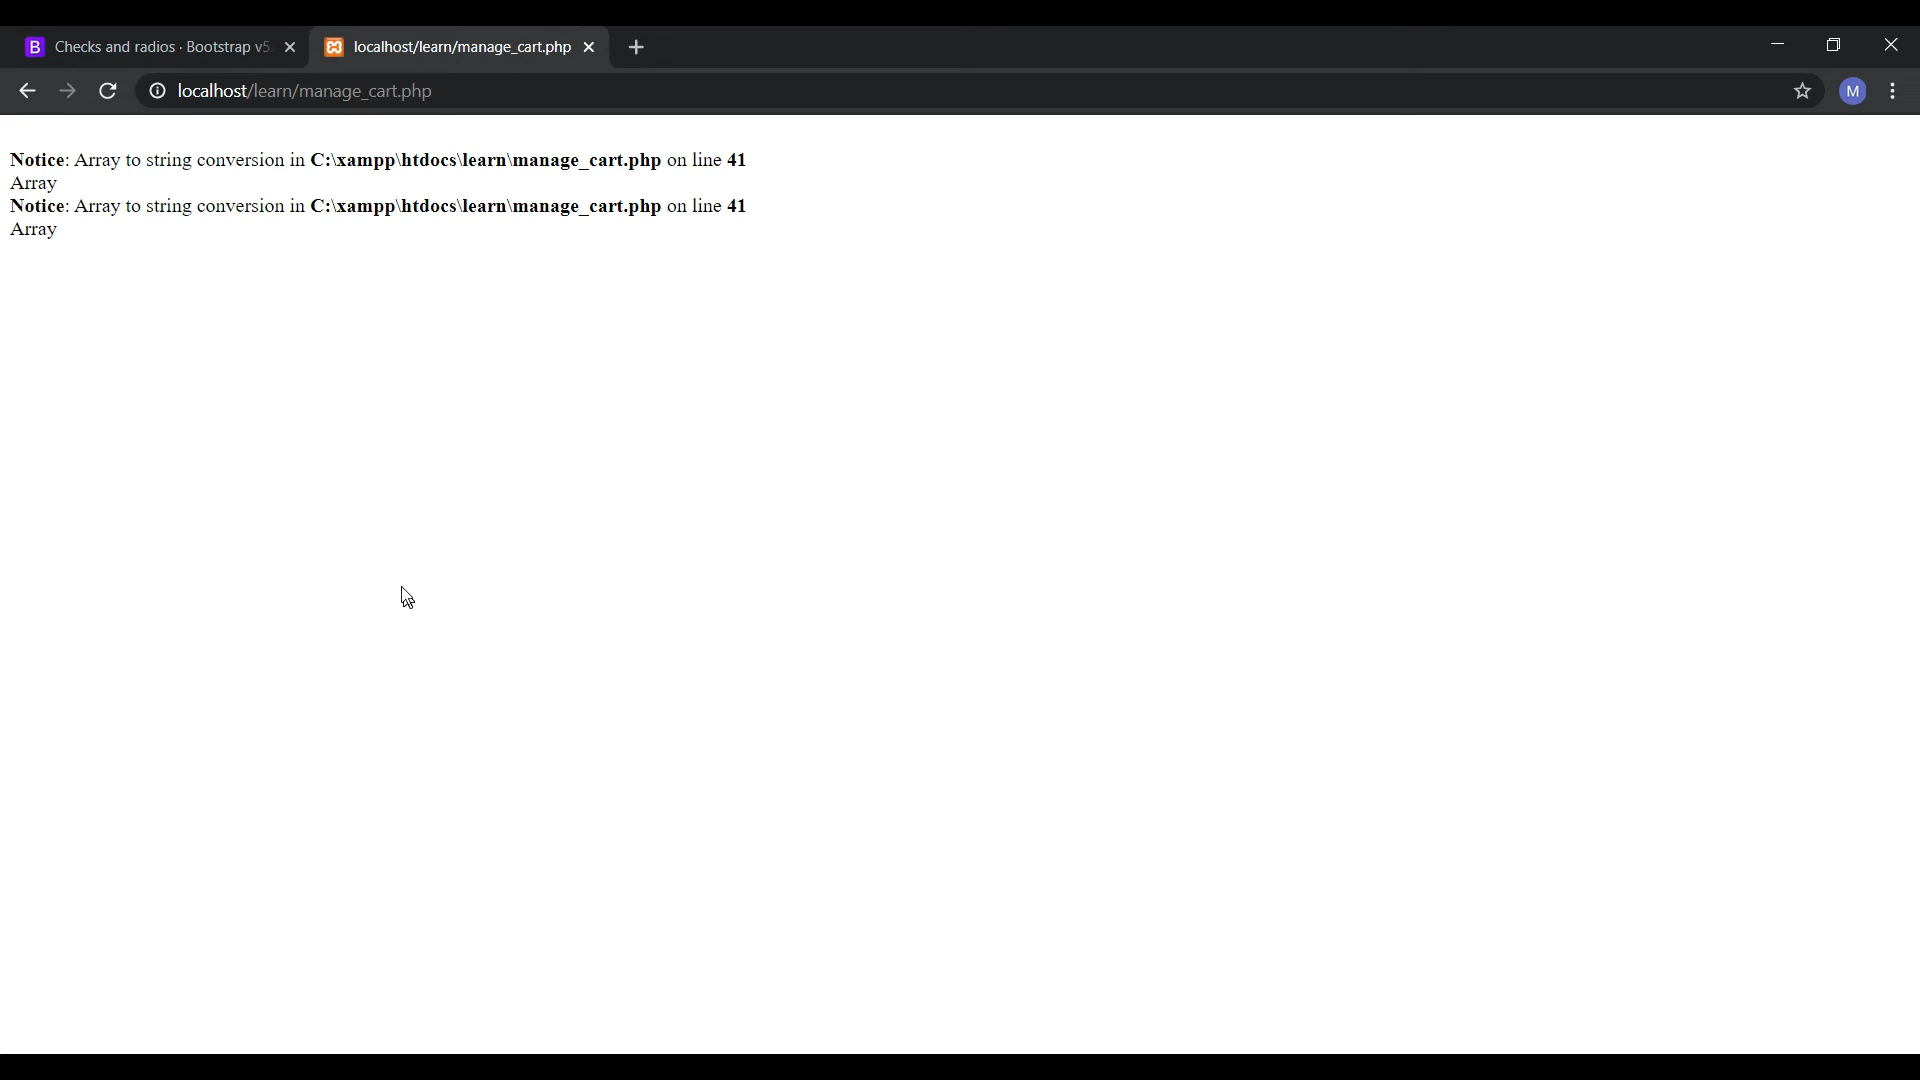 B Checks and radios · Bootstrap v5.
localhost/learn/manage_cart.php
localhost/learn/manage_cart.php
M
Notice: Array to string conversion in C:\xampp\htdocs\learn\manage_cart.php on line 41
Array
Notice: Array to string conversion in C:\xampp\htdocs\learn\manage_cart.php on line 41
Array